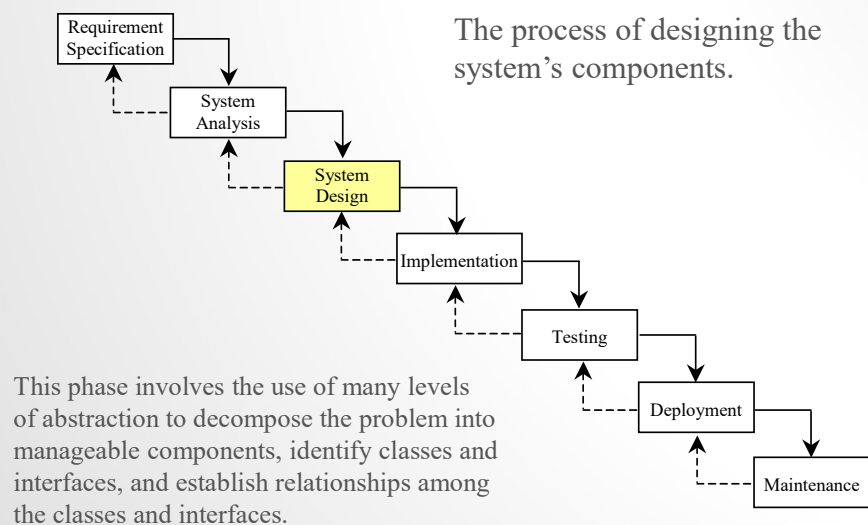 Requirement
Specification
The process of designing the
system’s components.
System
Analysis
System
Design
Implementation
Testing
This phase involves the use of many levels
of abstraction to decompose the problem into
manageable components, identify classes and
interfaces, and establish relationships among
the classes and interfaces.
Deployment
Maintenance